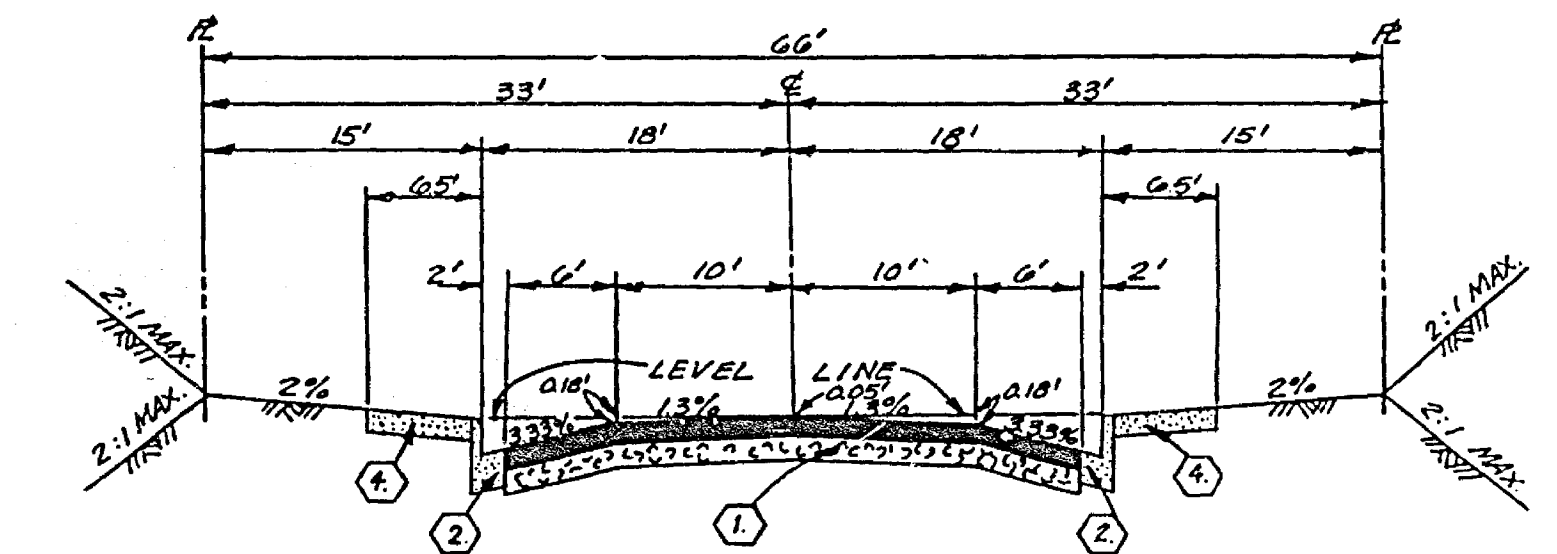 ℄ 66' ℄
33' ℄ 33'
15' 18' 18' 15'
6.5' 6.5'
2' 6' 10' 10' 6' 2'
2:1 MAX. 2:1 MAX.
LEVEL LINE
0.18' 0.05' 0.18'
2% 1.3% 1.3% 2%
3.33% 3.33%
2:1 MAX. 2:1 MAX.
4. 4.
2. 1. 2.